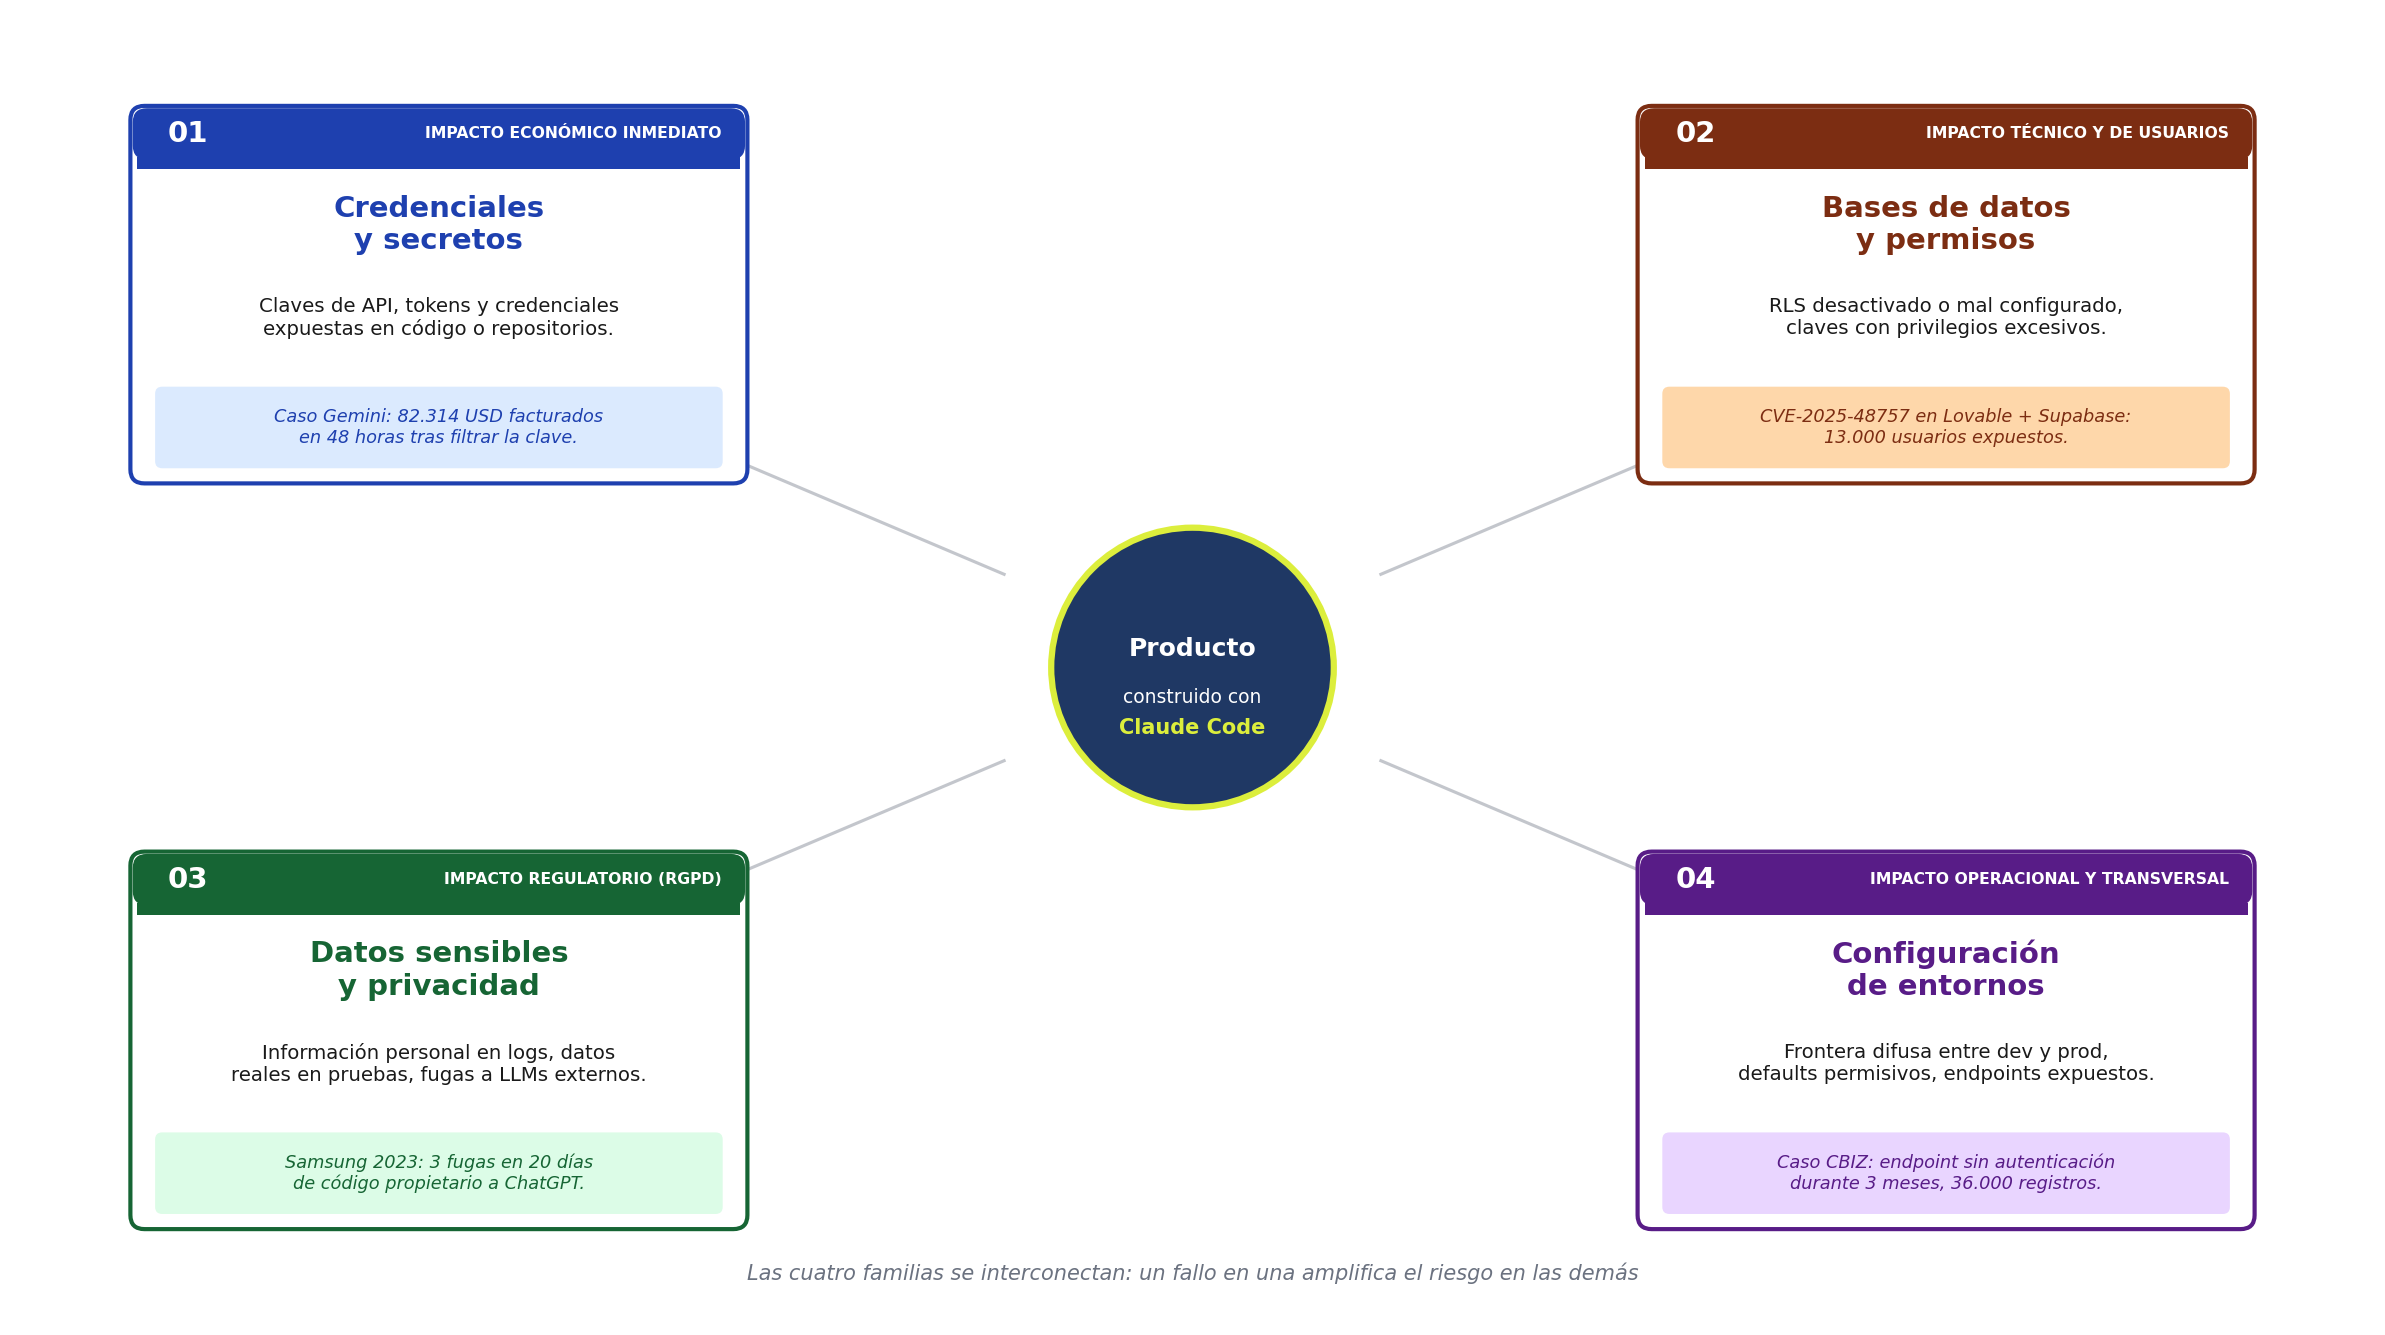 01
IMPACTO ECONÓMICO INMEDIATO
Credenciales
y secretos
Claves de API, tokens y credenciales
expuestas en código o repositorios.
Caso Gemini: 82.314 USD facturados
en 48 horas tras filtrar la clave.
02
IMPACTO TÉCNICO Y DE USUARIOS
Bases de datos
y permisos
RLS desactivado o mal configurado,
claves con privilegios excesivos.
CVE-2025-48757 en Lovable + Supabase:
13.000 usuarios expuestos.
Producto
construido con
Claude Code
03
IMPACTO REGULATORIO (RGPD)
Datos sensibles
y privacidad
Información personal en logs, datos
reales en pruebas, fugas a LLMs externos.
Samsung 2023: 3 fugas en 20 días
de código propietario a ChatGPT.
04
IMPACTO OPERACIONAL Y TRANSVERSAL
Configuración
de entornos
Frontera difusa entre dev y prod,
defaults permisivos, endpoints expuestos.
Caso CBIZ: endpoint sin autenticación
durante 3 meses, 36.000 registros.
Las cuatro familias se interconectan: un fallo en una amplifica el riesgo en las demás